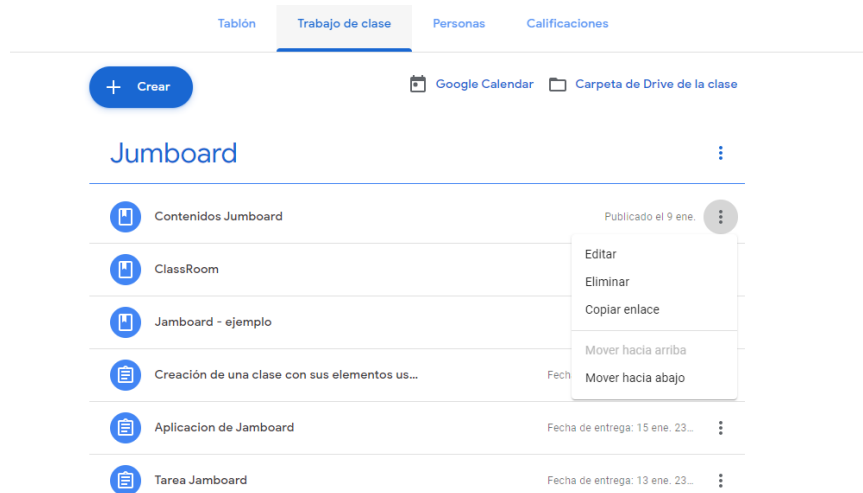 Tablón Trabajo de clase Personas Calificaciones
+ Crear Google Calendar Carpeta de Drive de la clase
Jumboard
Contenidos Jumboard Publicado el 9 ene.
Editar
ClassRoom
Eliminar
Copiar enlace
Jamboard - ejemplo
Mover hacia arriba
Creación de una clase con sus elementos us... Fech
Mover hacia abajo
Aplicacion de Jamboard Fecha de entrega: 15 ene. 23...
Tarea Jamboard Fecha de entrega: 13 ene. 23...